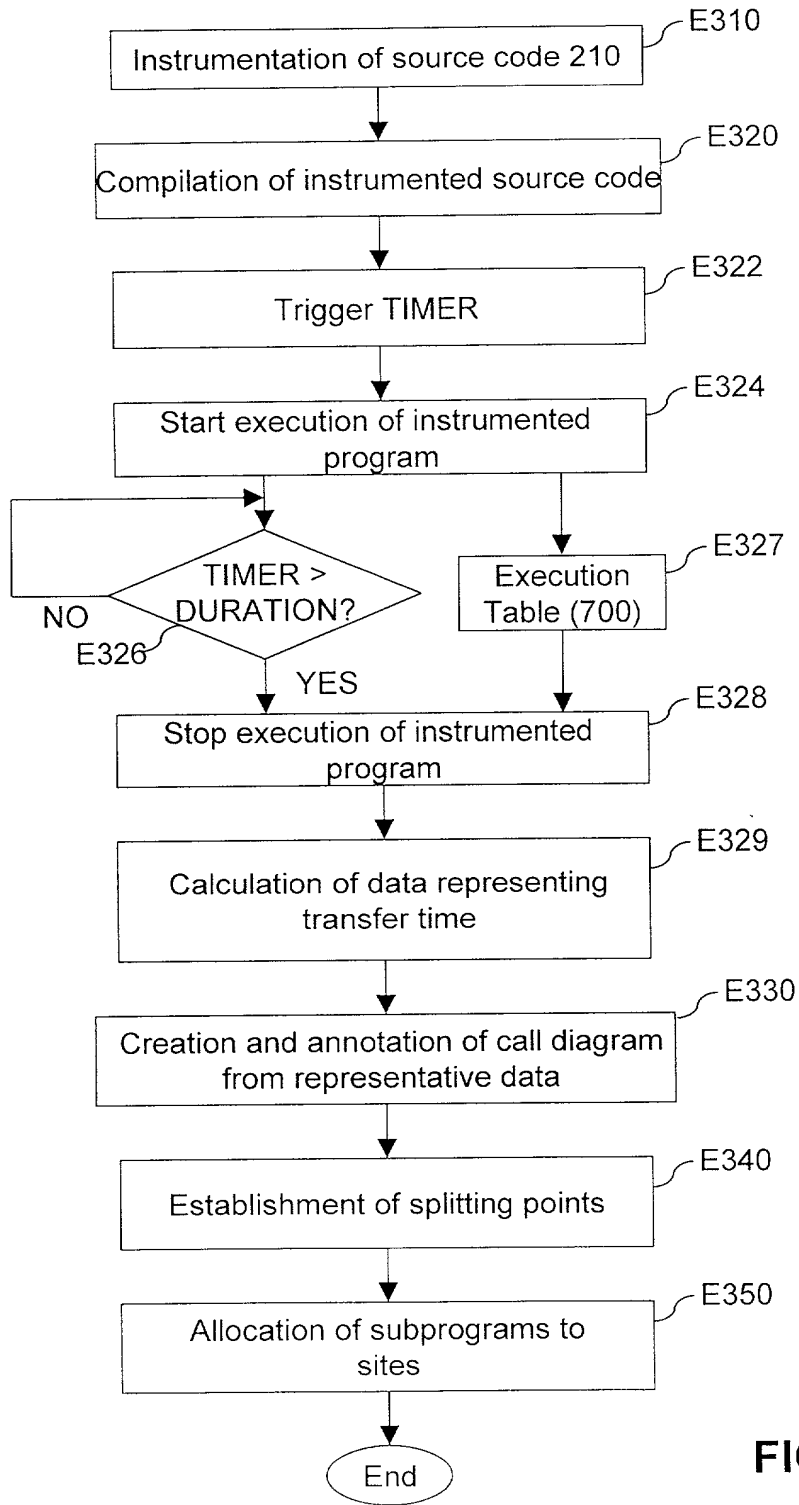 E310
Instrumentation of source code 210
E320
Compilation of instrumented source code
E322
Trigger TIMER
E324
Start execution of instrumented
program
TIMER >
DURATION?
NO
E326
YES
E327
Execution
Table (700)
E328
Stop execution of instrumented
program
E329
Calculation of data representing
transfer time
E330
Creation and annotation of call diagram
from representative data
E340
Establishment of splitting points
E350
Allocation of subprograms to
sites
End